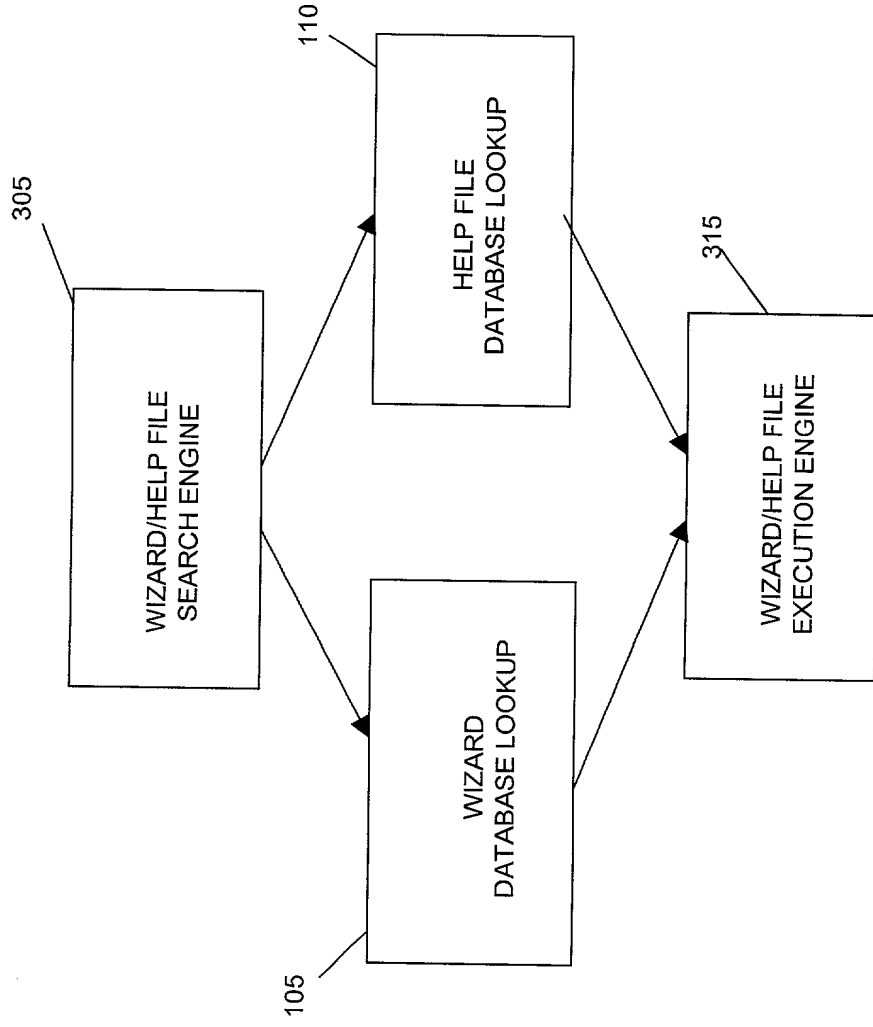 305
WIZARD/HELP FILE
SEARCH ENGINE
105
WIZARD
DATABASE LOOKUP
110
HELP FILE
DATABASE LOOKUP
315
WIZARD/HELP FILE
EXECUTION ENGINE